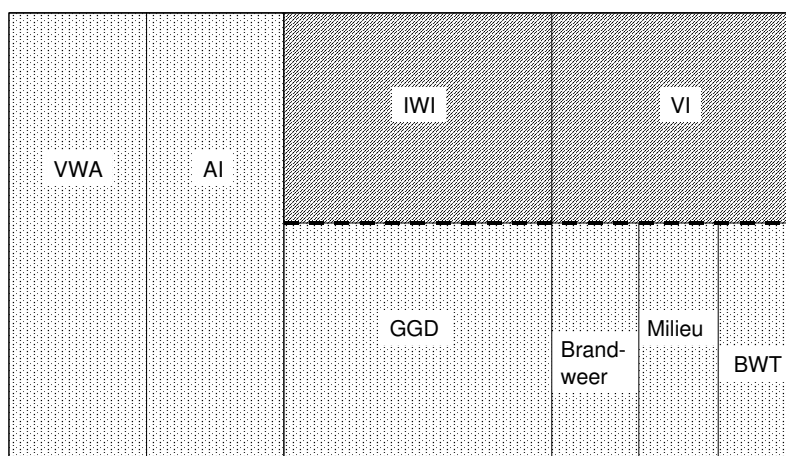 IWI
VI
VWA
AI
GGD
Milieu
Brand-
weer
BWT